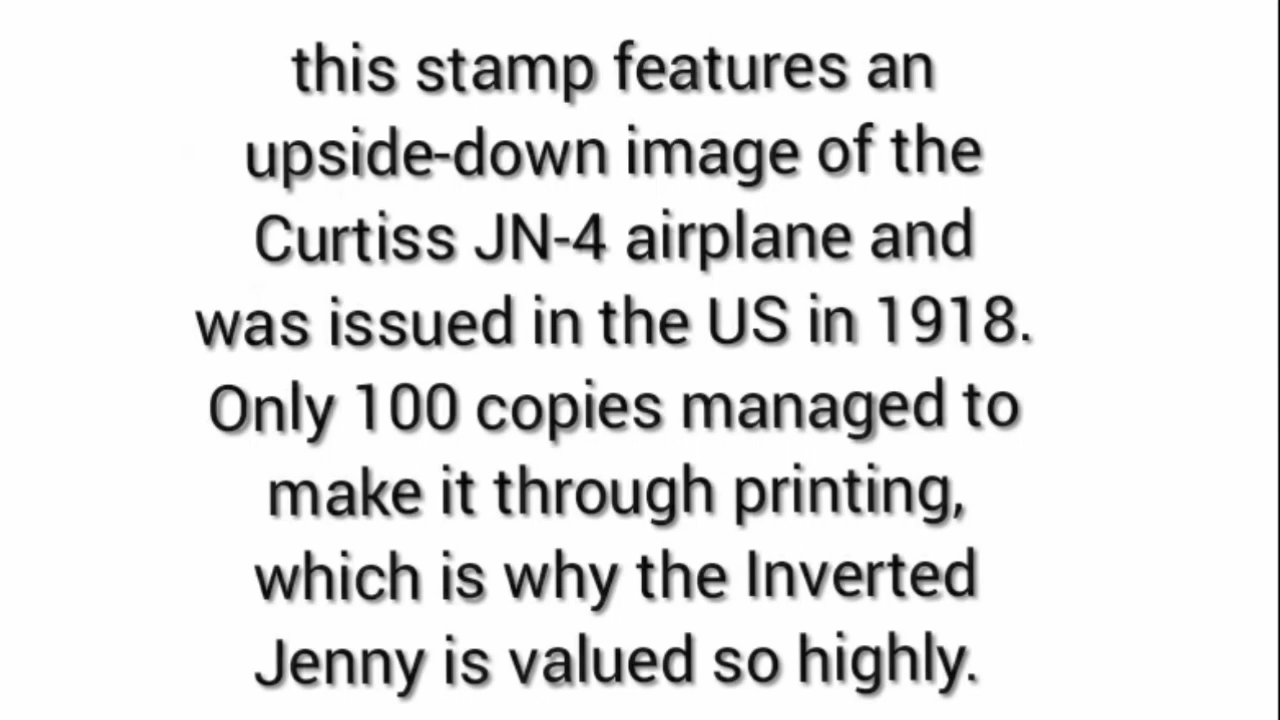 this stamp features an
upside-down image of the
Curtiss JN-4 airplane and
was issued in the US in 1918.
Only 100 copies managed to
make it through printing,
which is why the Inverted
Jenny is valued so highly.